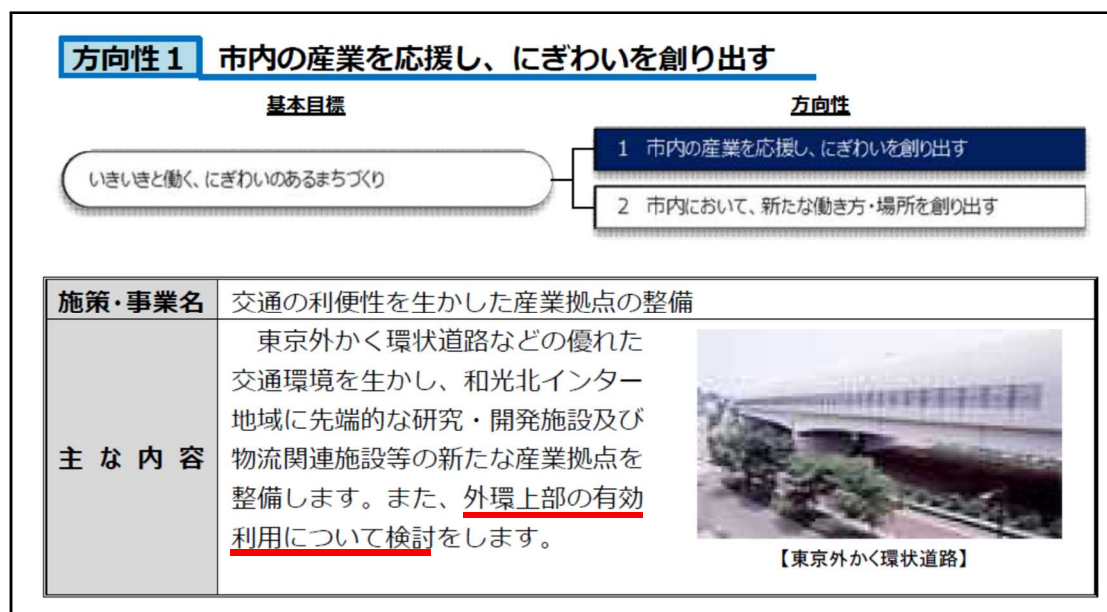 方向性1 市内の産業を応援し、にぎわいを創り出す
基本目標
方向性
いきいきと働く、にぎわいのあるまちづくり
1 市内の産業を応援し、にぎわいを創り出す
2 市内において、新たな働き方・場所を創り出す
施策・事業名 交通の利便性を生かした産業拠点の整備
主な内容
東京外かく環状道路などの優れた
交通環境を生かし、和光北インター
地域に先端的な研究・開発施設及び
物流関連施設等の新たな産業拠点を
整備します。また、外環上部の有効
利用について検討をします。
【東京外かく環状道路】